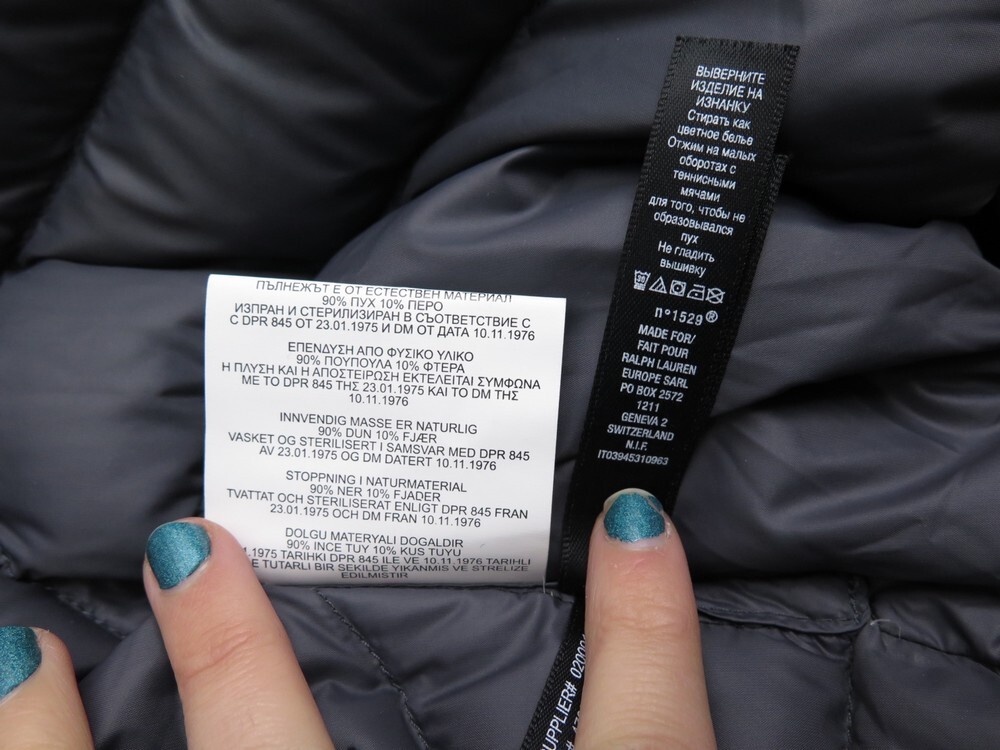 ПЪЛНЕЖЪТ Е ОТ ЕСТЕСТВЕН МАТЕРИАЛ
90% ПУХ 10% ПЕРО
ИЗПРАН И СТЕРИЛИЗИРАН В СЪОТВЕТСТВИЕ С
С DPR 845 ОТ 23.01.1975 И DM ОТ ДАТА 10.11.1976
ΕΠΕΝΔΥΣΗ ΑΠΟ ΦΥΣΙΚΟ ΥΛΙΚΟ
90% ΠΟΥΠΟΥΛΑ 10% ΦΤΕΡΑ
Η ΠΛΥΣΗ ΚΑΙ Η ΑΠΟΣΤΕΙΡΩΣΗ ΕΚΤΕΛΕΙΤΑΙ ΣΥΜΦΩΝΑ
ΜΕ ΤΟ DPR 845 ΤΗΣ 23.01.1975 ΚΑΙ ΤΟ DM ΤΗΣ
10.11.1976
INNVENDIG MASSE ER NATURLIG
90% DUN 10% FJÆR
VASKET OG STERILISERT I SAMSVAR MED DPR 845
AV 23.01.1975 OG DM DATERT 10.11.1976
STOPPNING I NATURMATERIAL
90% NER 10% FJADER
TVATTAT OCH STERILISERAT ENLIGT DPR 845 FRAN
23.01.1975 OCH DM FRAN 10.11.1976
DOLGU MATERYALI DOGALDIR
90% INCE TUY 10% KUS TUYU
.1975 TARIHKI DPR 845 ILE VE 10.11.1976 TARIHLI
E TUTARLI BIR SEKILDE YIKANMIS VE STRELIZE
EDILMISTIR
ВЫВЕРНИТЕ
ИЗДЕЛИЕ НА
ИЗНАНКУ
Стирать как
цветное белье
Отжим на малых
оборотах с
теннисными
мячами
для того, чтобы не
образовывался
пух
Не гладить
вышивку
30
n°1529®
MADE FOR/
FAIT POUR
RALPH LAUREN
EUROPE SARL
PO BOX 2572
1211
GENEVA 2
SWITZERLAND
N.I.F.
IT03945310963
UPPLIER#